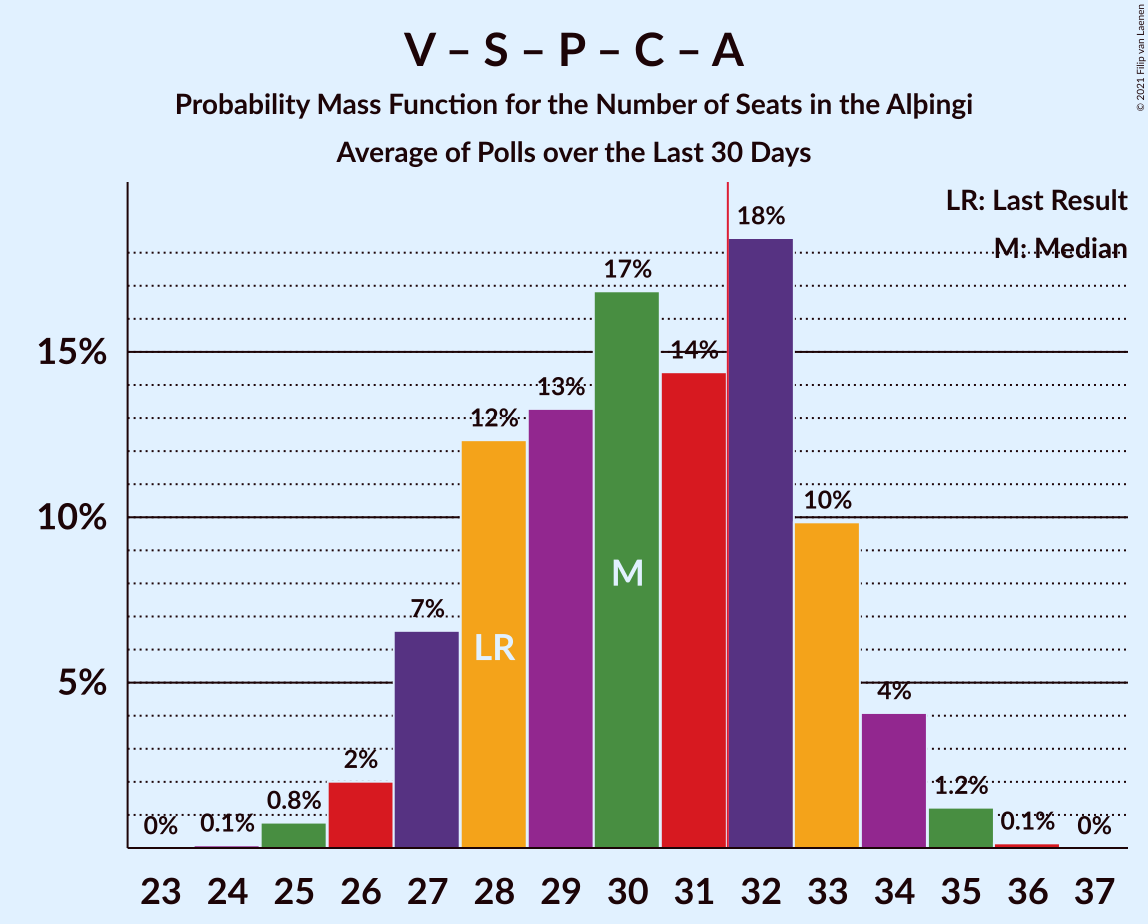 V – S – P – C – A
Probability Mass Function for the Number of Seats in the Alþingi
Average of Polls over the Last 30 Days
© 2021 Filip van Laenen
LR: Last Result
M: Median
15%
10%
5%
0%
0.1%
0.8%
2%
7%
12%
13%
17%
14%
18%
10%
4%
1.2%
0.1%
0%
LR
M
23 24 25 26 27 28 29 30 31 32 33 34 35 36 37